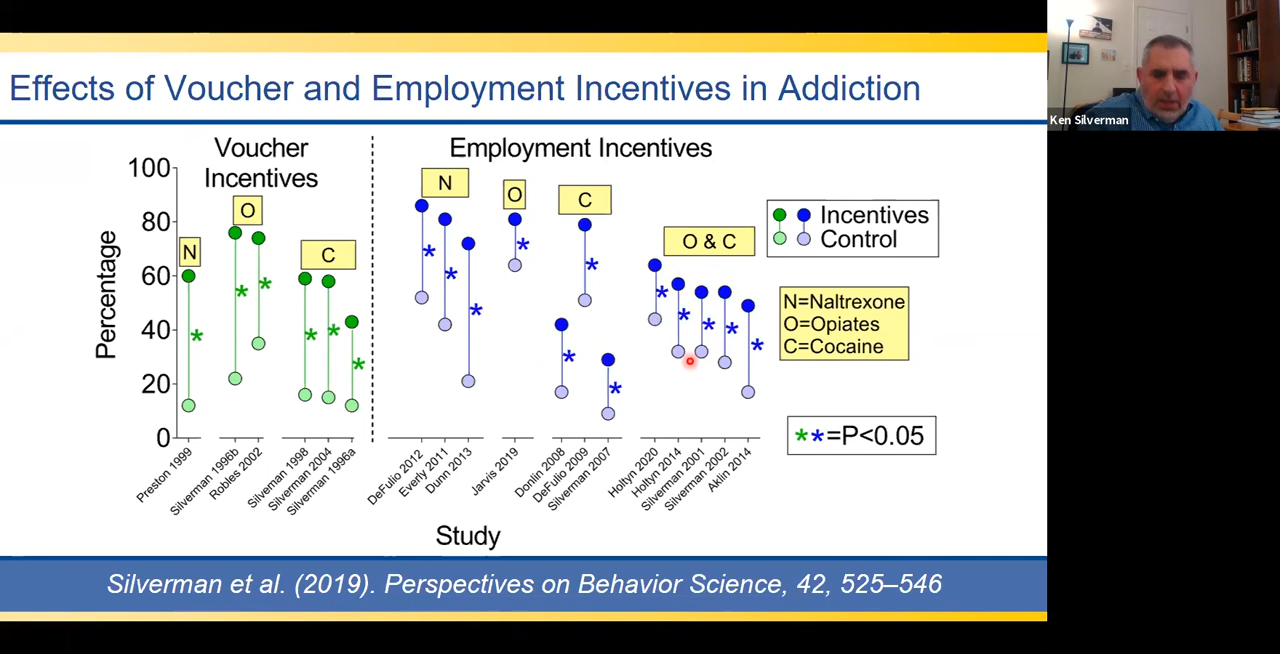 Effects of Voucher and Employment Incentives in Addiction
Ken Silverman
Voucher
Incentives
Employment Incentives
Percentage
100
80
60
40
20
0
N
O
C
N
O
C
O & C
Incentives
Control
N=Naltrexone
O=Opiates
C=Cocaine
**=P<0.05
Preston 1999
Silverman 1996b
Robles 2002
Silverman 1998
Silverman 2004
Silverman 1996a
DeFulio 2012
Everly 2011
Dunn 2013
Jarvis 2019
Donlin 2008
DeFulio 2009
Silverman 2007
Holtyn 2020
Holtyn 2014
Silverman 2001
Silverman 2002
Aklin 2014
Study
Silverman et al. (2019). Perspectives on Behavior Science, 42, 525–546